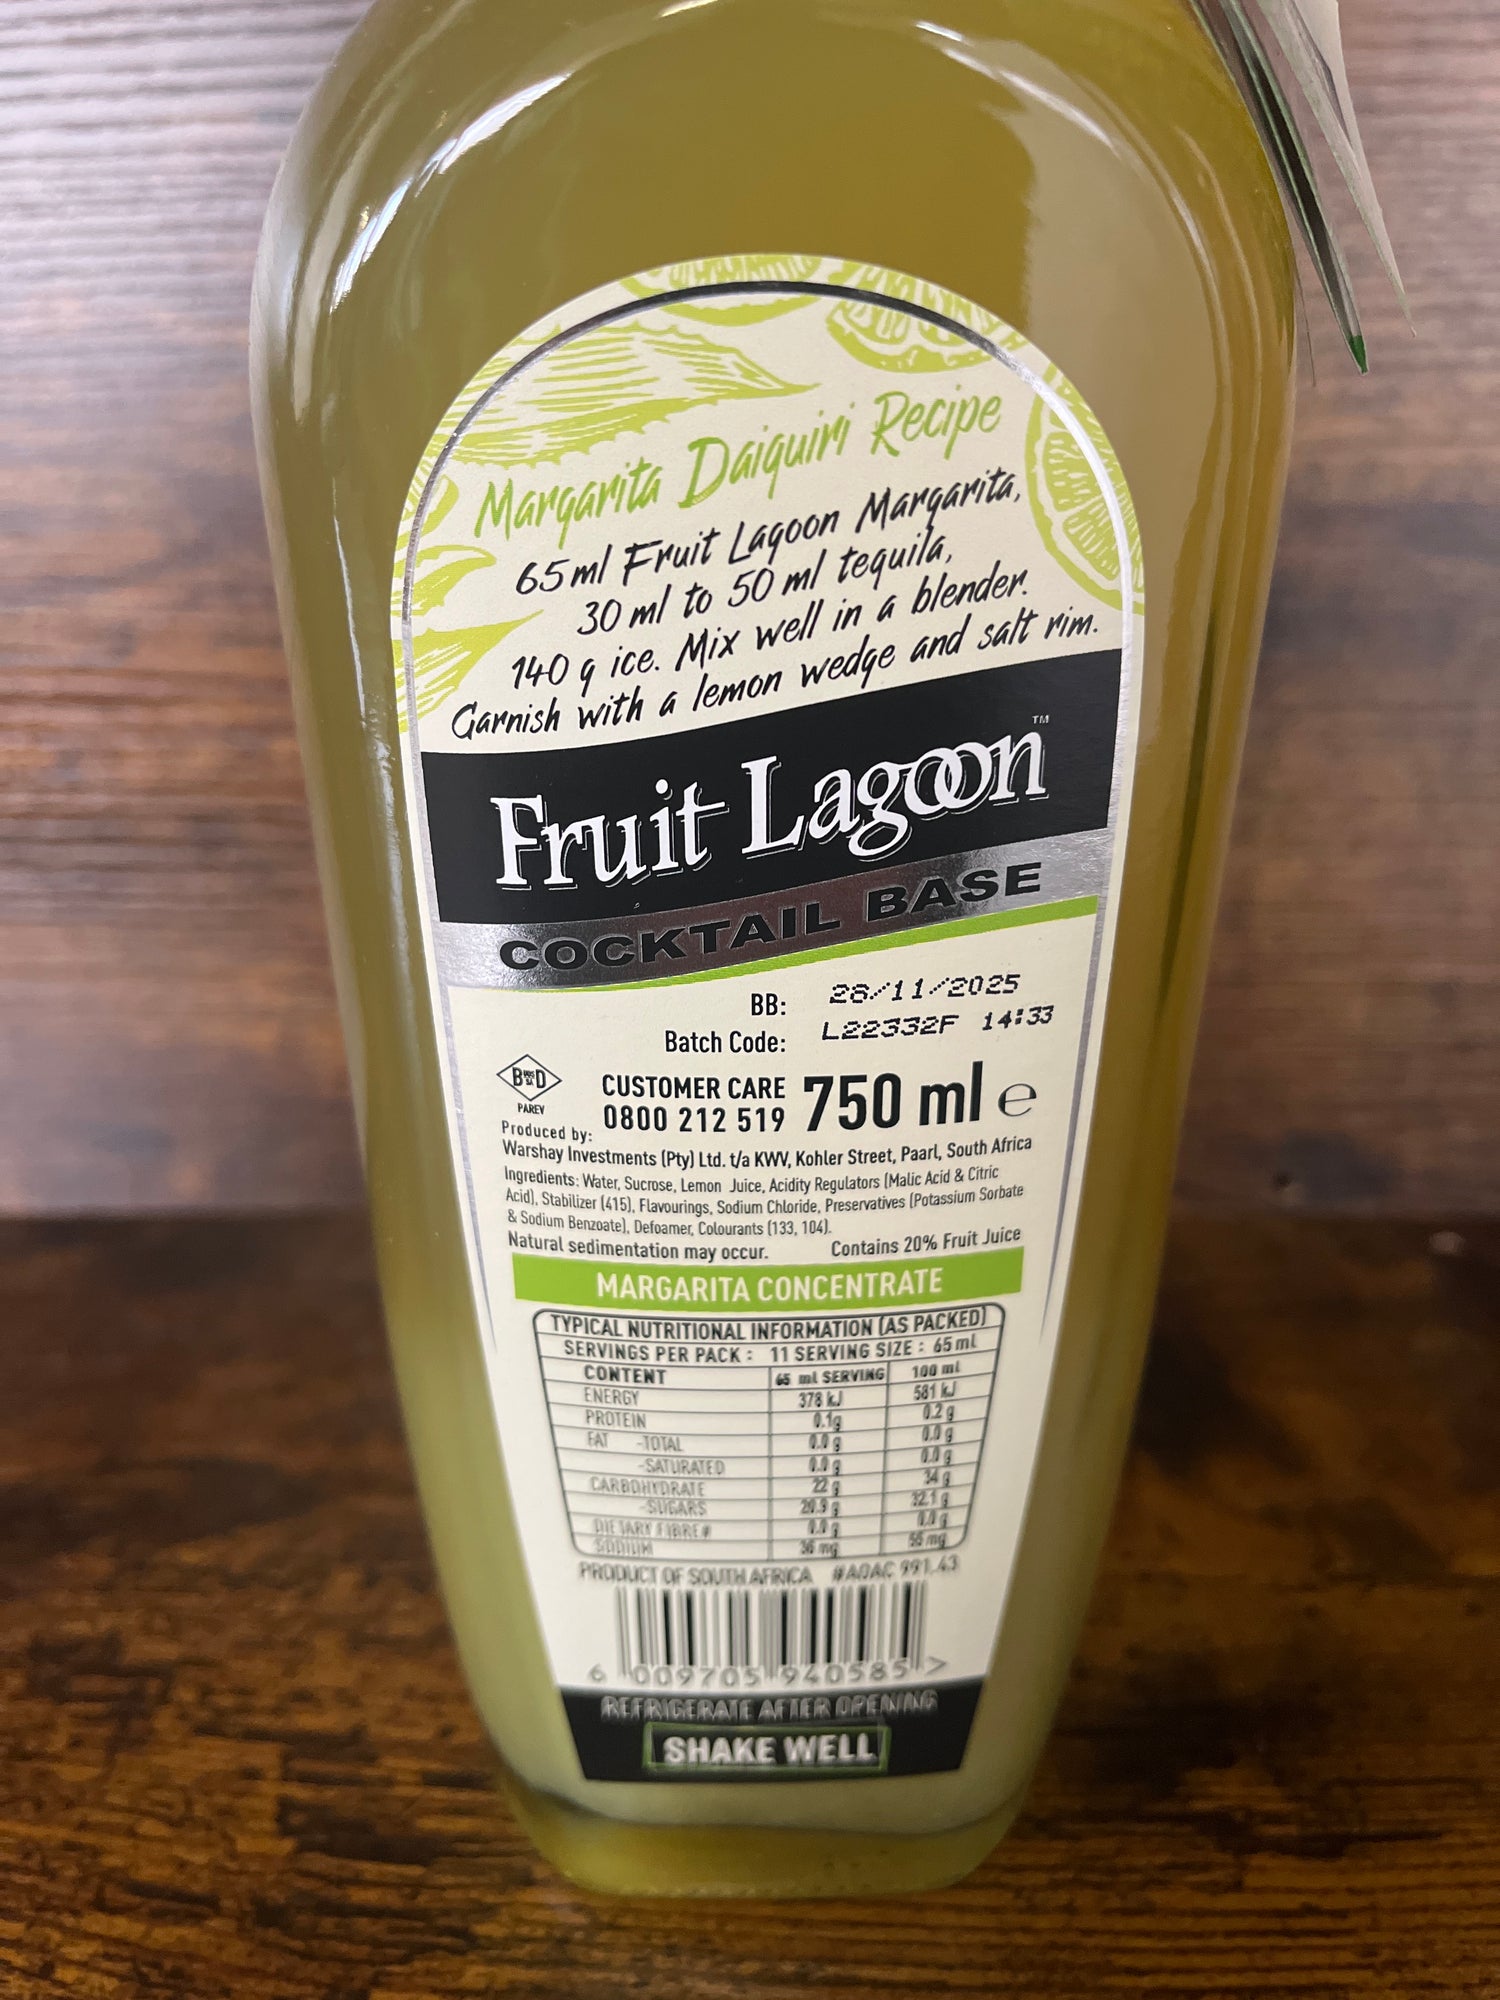 Margarita Daiquiri Recipe
65ml Fruit Lagoon Margarita,
30 ml to 50 ml tequila,
140 g ice. Mix well in a blender.
Garnish with a lemon wedge and salt rim.
Fruit Lagoon™
COCKTAIL BASE
BB: 28/11/2025
Batch Code: L22332F 14:33
B D
PAREV
CUSTOMER CARE
0800 212 519
750 ml e
Produced by:
Warshay Investments (Pty) Ltd. t/a KWV, Kohler Street, Paarl, South Africa
Ingredients: Water, Sucrose, Lemon Juice, Acidity Regulators (Malic Acid & Citric
Acid), Stabilizer (415), Flavourings, Sodium Chloride, Preservatives (Potassium Sorbate
& Sodium Benzoate), Defoamer, Colourants (133, 104).
Natural sedimentation may occur. Contains 20% Fruit Juice
MARGARITA CONCENTRATE
TYPICAL NUTRITIONAL INFORMATION (AS PACKED)
SERVINGS PER PACK : 11 SERVING SIZE : 65 ml
CONTENT 65 ml SERVING 100 ml
ENERGY 378 kJ 581 kJ
PROTEIN 0.1g 0.2 g
FAT -TOTAL 0.0 g 0.0 g
-SATURATED 0.0 g 0.0 g
CARBOHYDRATE 22 g 34 g
-SUGARS 20.9 g 32.1 g
DIETARY FIBRE# 0.0 g 0.0 g
SODIUM 36 mg 55 mg
PRODUCT OF SOUTH AFRICA #AOAC 991.43
6 009705 940585 >
REFRIGERATE AFTER OPENING
SHAKE WELL